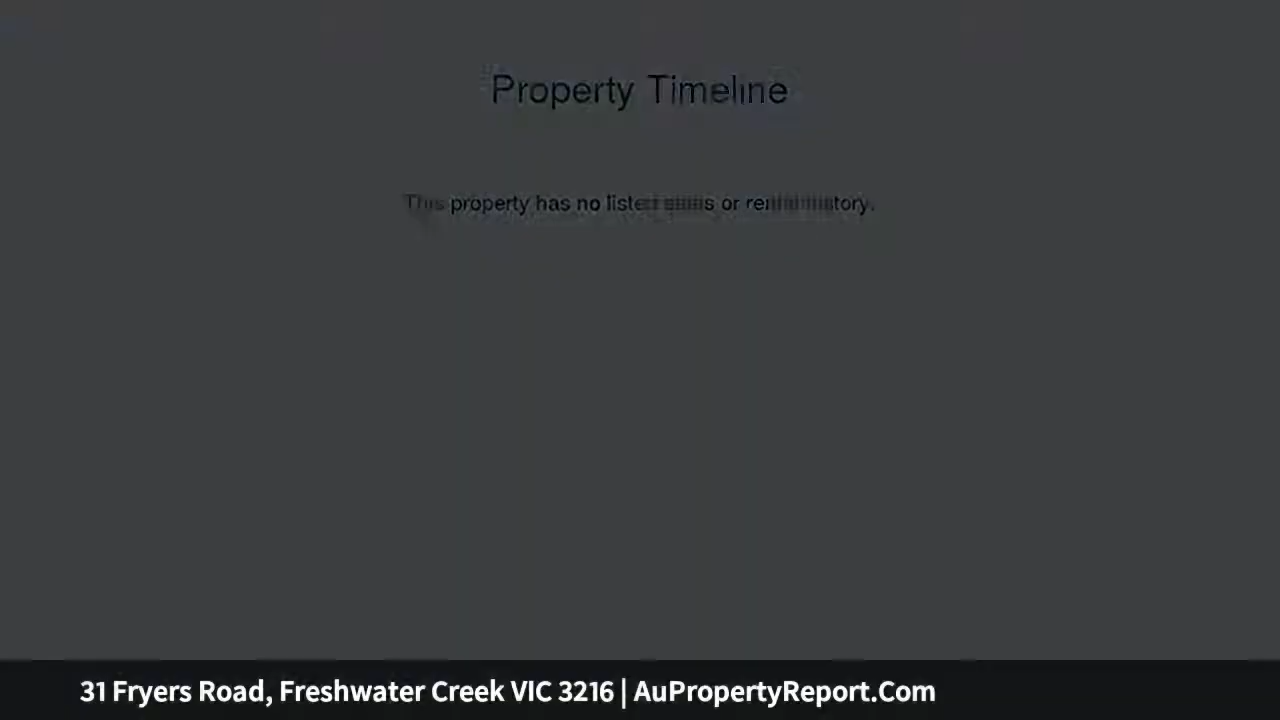 Property Timeline
This property has no listed sales or rental history.
31 Fryers Road, Freshwater Creek VIC 3216 | AuPropertyReport.Com